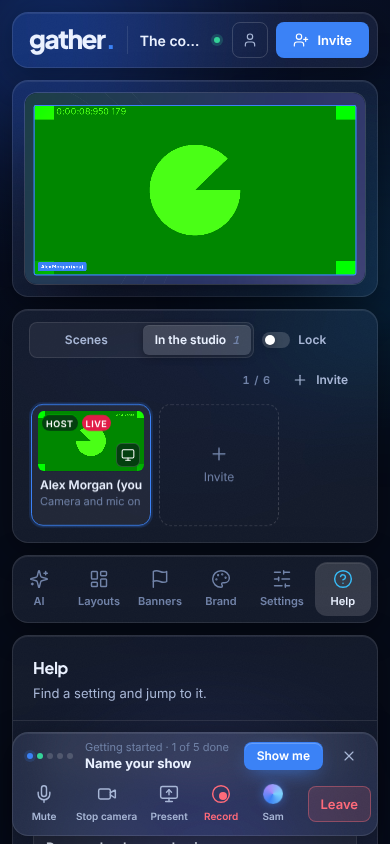 gather.
The co...
Invite
0:00:08:950 179
Alex Morgan (you)
Scenes
In the studio 1
Lock
1 / 6
Invite
HOST
LIVE
Alex Morgan (you
Camera and mic on
Invite
AI
Layouts
Banners
Brand
Settings
Help
Help
Find a setting and jump to it.
Getting started · 1 of 5 done
Name your show
Show me
Mute
Stop camera
Present
Record
Sam
Leave